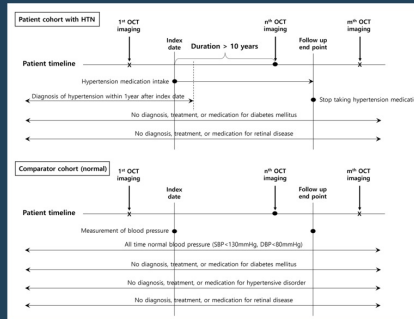 Patient cohort with HTN
1st OCT imaging
nth OCT imaging
mth OCT imaging
Index date
Duration > 10 years
Follow up end point
Patient timeline
Hypertension medication intake
Diagnosis of hypertension within 1year after index date
Stop taking hypertension medicati
No diagnosis, treatment, or medication for diabetes mellitus
No diagnosis, treatment, or medication for retinal disease
Comparator cohort (normal)
1st OCT imaging
nth OCT imaging
mth OCT imaging
Index date
Follow up end point
Patient timeline
Measurement of blood pressure
All time normal blood pressure (SBP<130mmHg, DBP<80mmHg)
No diagnosis, treatment, or medication for diabetes mellitus
No diagnosis, treatment, or medication for hypertensive disorder
No diagnosis, treatment, or medication for retinal disease